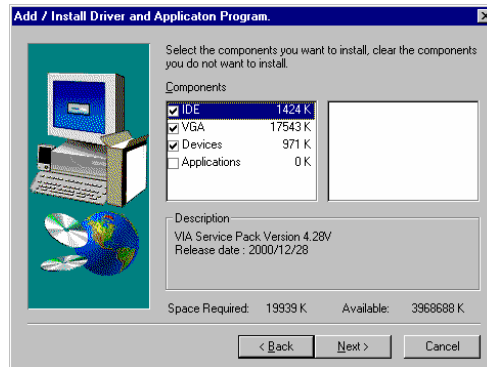 Add / Install Driver and Applicaton Program.
Select the components you want to install, clear the components
you do not want to install.
Components
IDE 1424 K
VGA 17543 K
Devices 971 K
Applications 0 K
Description
VIA Service Pack Version 4.28V
Release date : 2000/12/28
Space Required: 19939 K Available: 3968688 K
< Back Next > Cancel